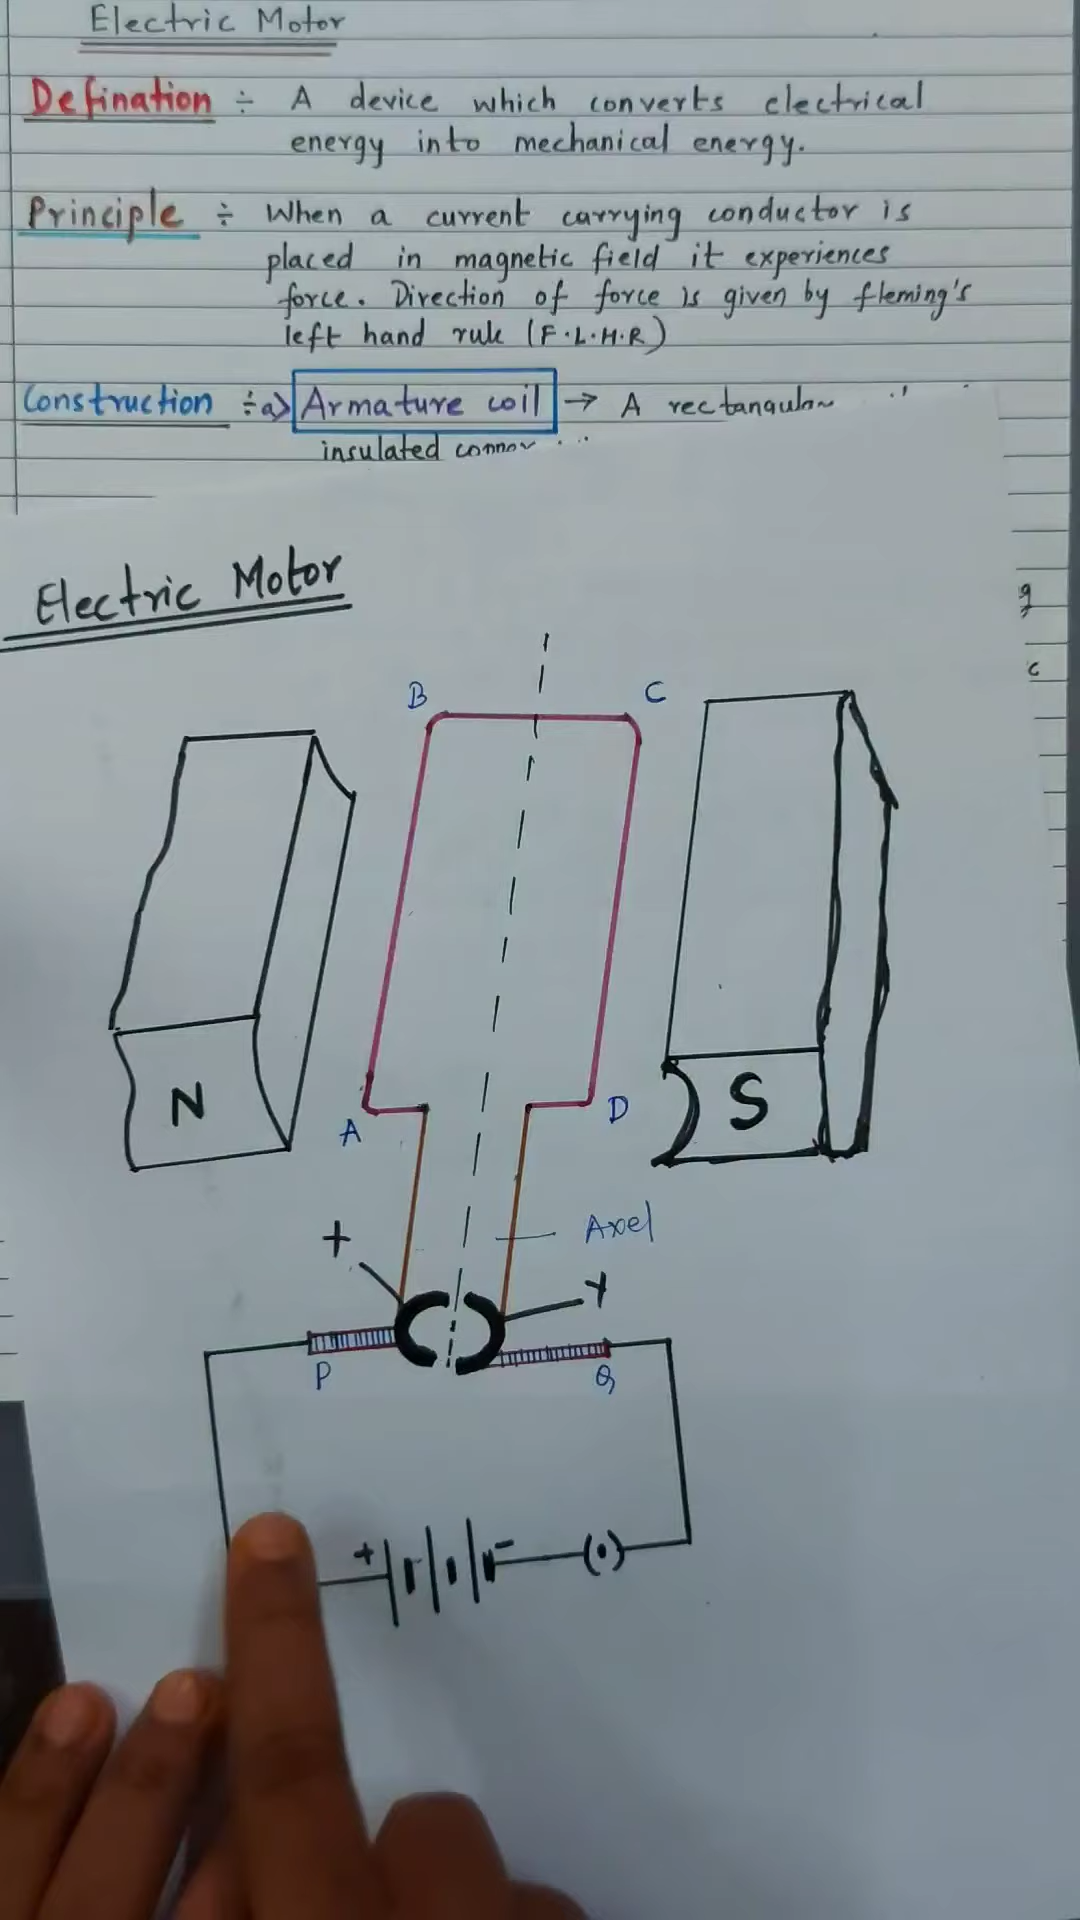 Electric Motor
Defination ÷ A device which converts electrical
energy into mechanical energy.
Principle ÷ When a current carrying conductor is
placed in magnetic field it experiences
force. Direction of force is given by fleming's
left hand rule (F.L.H.R)
Construction ÷ a) Armature coil → A rectangular
insulated
Electric Motor
B
C
N
S
A
D
Axel
+
Y
P
Q
+
-